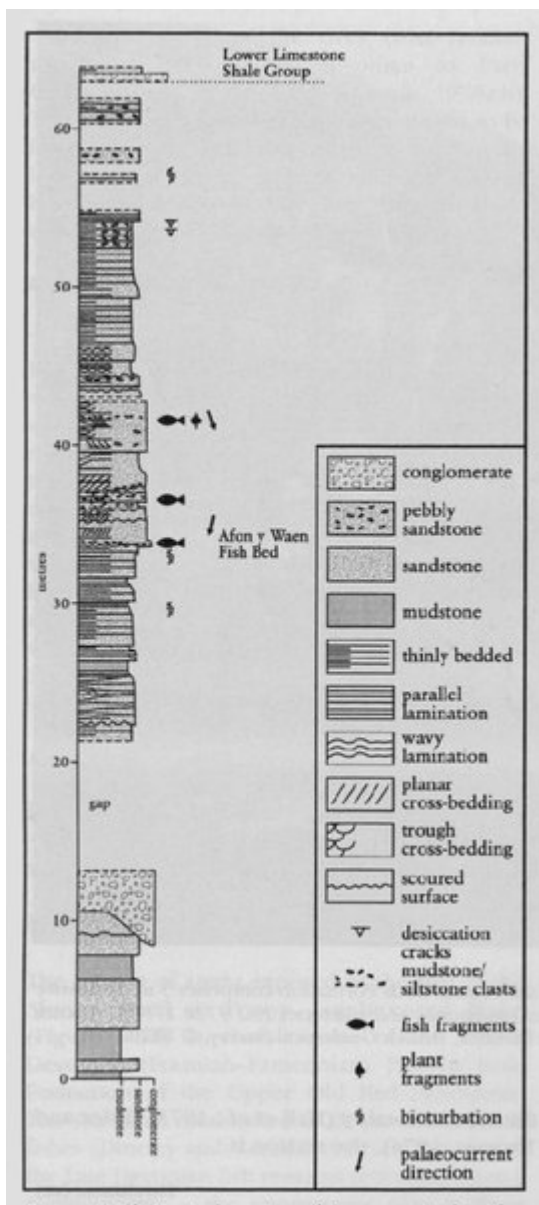 Lower Limestone
Shale Group
60
50
40
Afon y Waen
Fish Bed
metres
30
20
gap
10
0
mudstone
sandstone
conglomerate
conglomerate
pebbly
sandstone
sandstone
mudstone
thinly bedded
parallel
lamination
wavy
lamination
planar
cross-bedding
trough
cross-bedding
scoured
surface
desiccation
cracks
mudstone/
siltstone clasts
fish fragments
plant
fragments
bioturbation
palaeocurrent
direction